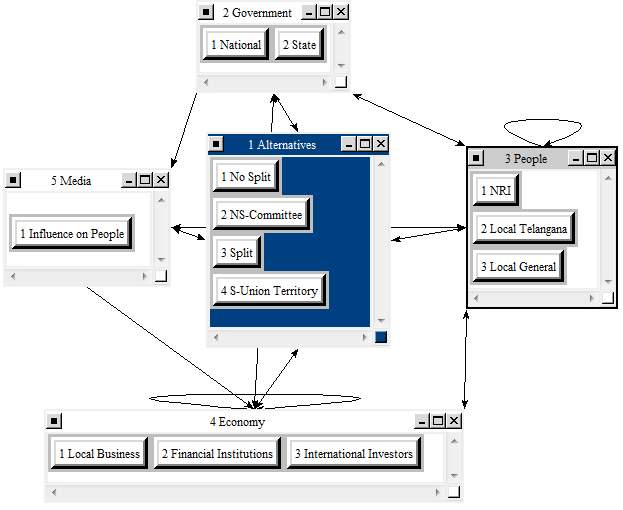 2 Government
1 National
2 State
1 Alternatives
1 No Split
2 NS-Committee
3 Split
4 S-Union Territory
3 People
1 NRI
2 Local Telangana
3 Local General
5 Media
1 Influence on People
4 Economy
1 Local Business
2 Financial Institutions
3 International Investors